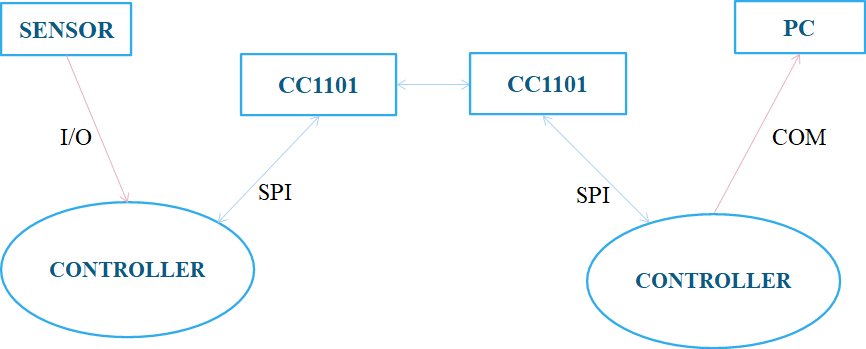 SENSOR
PC
CC1101
CC1101
I/O
COM
SPI
SPI
CONTROLLER
CONTROLLER